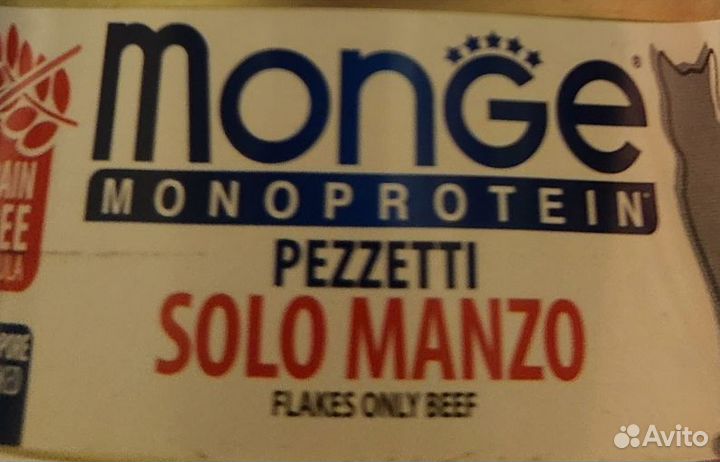 monGe®
MONOPROTEIN
PEZZETTI
SOLO MANZO
FLAKES ONLY BEEF
Avito